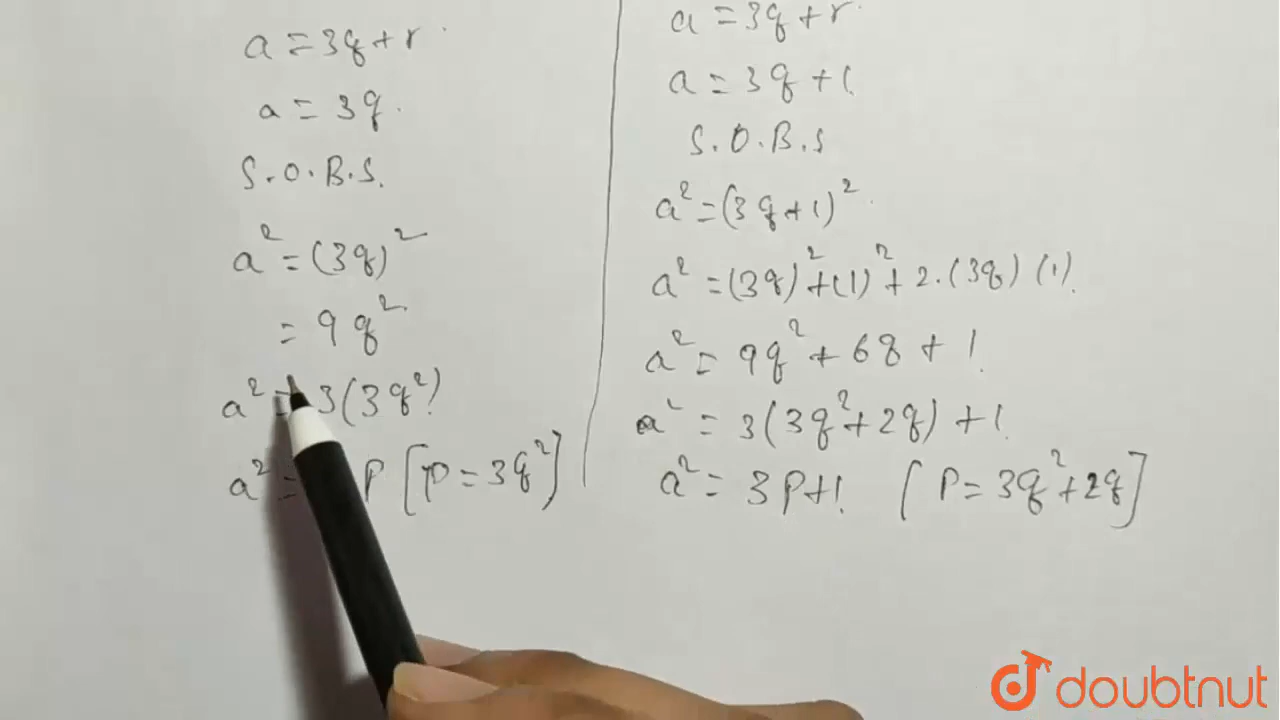 a = 3q + r
a = 3q.
S.O.B.S.
a² = (3q)²
= 9q²
a² = 3(3q²)
a² = P [P = 3q²]
a = 3q + r
a = 3q + 1.
S.O.B.S
a² = (3q+1)²
a² = (3q)² + (1)² + 2.(3q)(1).
a² = 9q² + 6q + 1.
a² = 3(3q² + 2q) + 1.
a² = 3P+1. [P = 3q² + 2q]
doubtnut